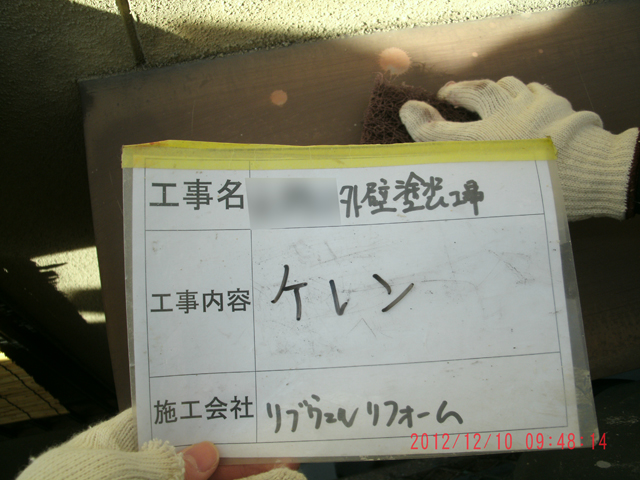 工事名 外壁塗装工事
工事内容 ケレン
施工会社 リブウェルリフォーム
2012/12/10 09:48:14